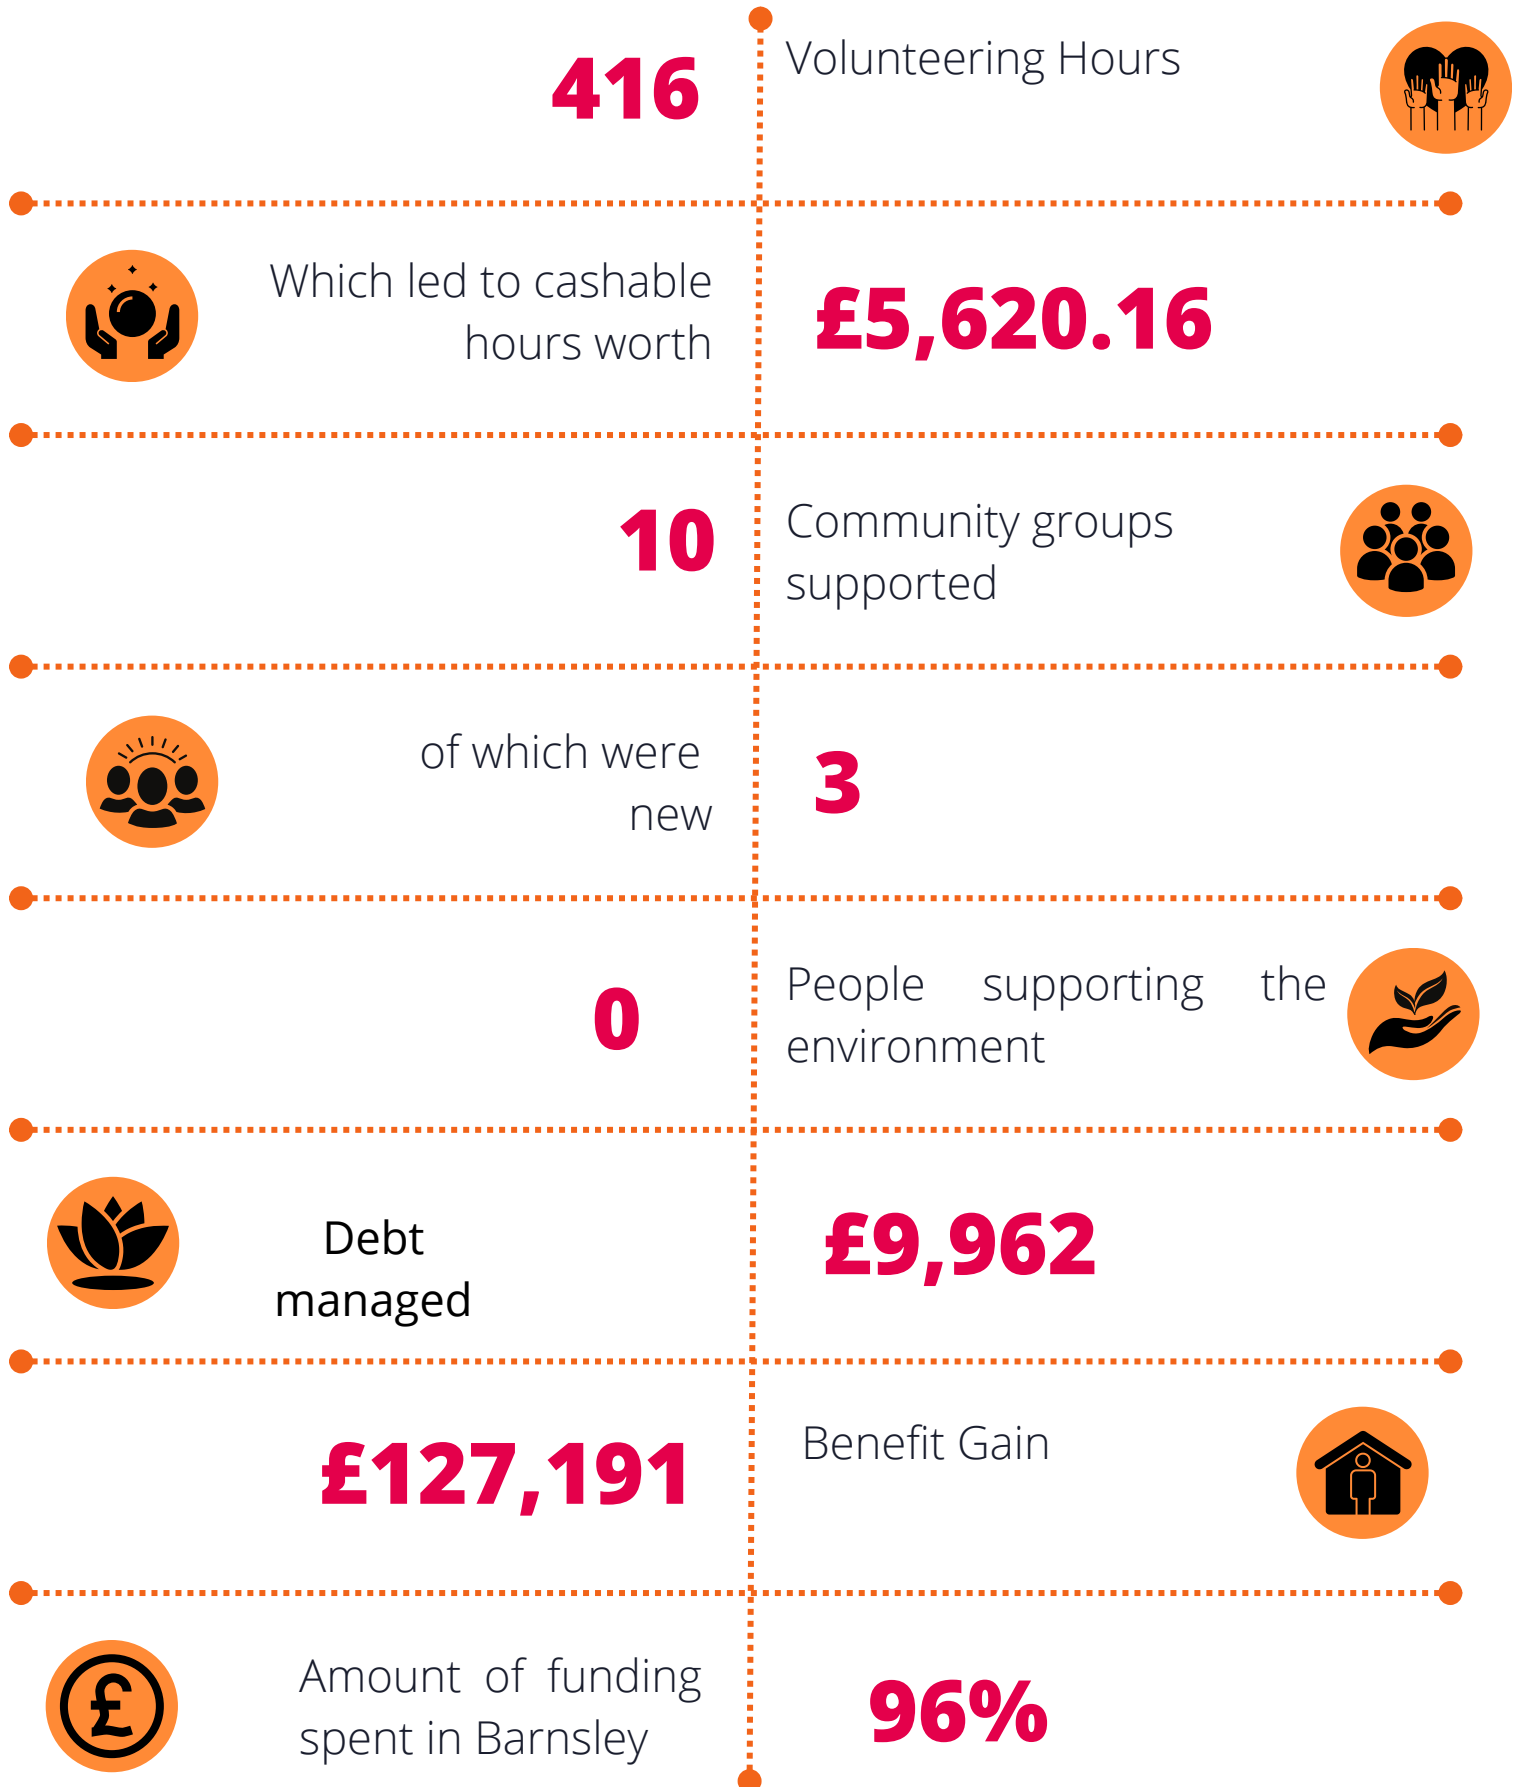 416
Volunteering Hours
Which led to cashable
hours worth
£5,620.16
10
Community groups
supported
of which were
new
3
0
People supporting the
environment
Debt
managed
£9,962
£127,191
Benefit Gain
Amount of funding
spent in Barnsley
96%